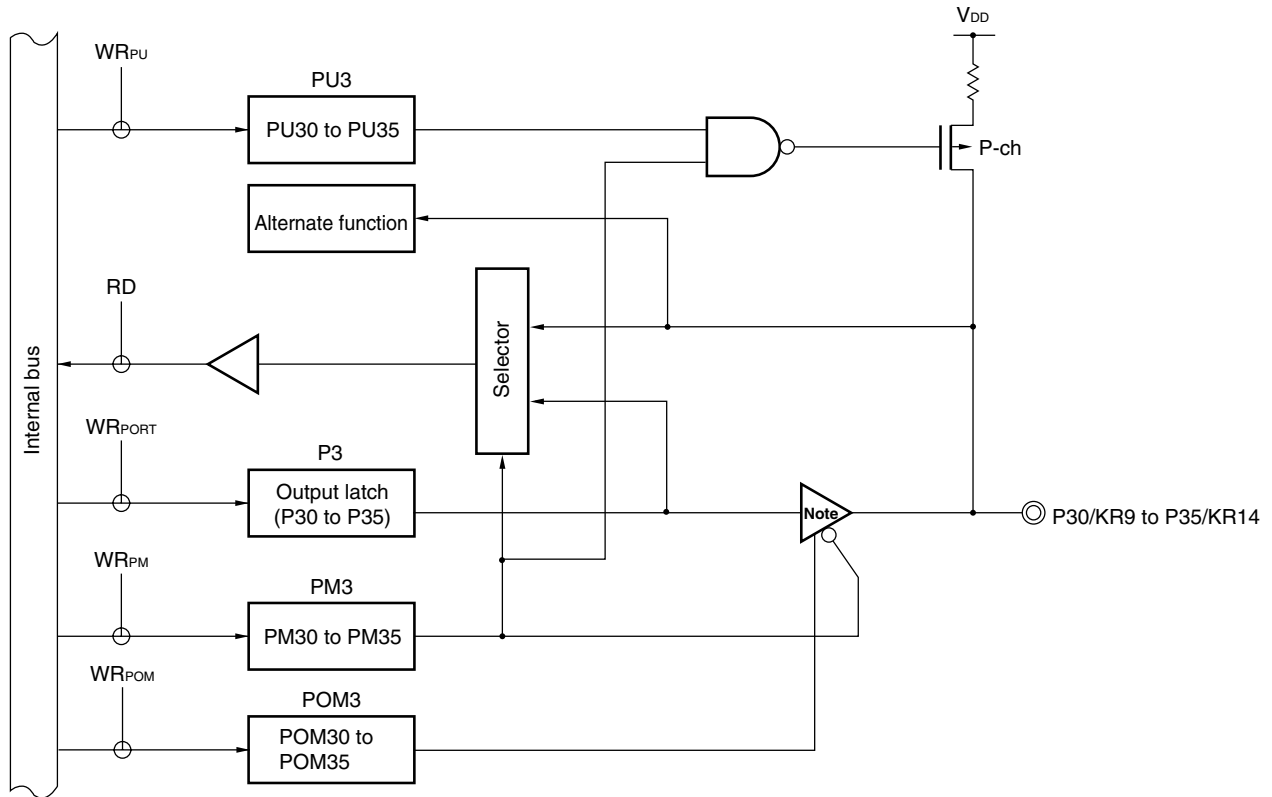 VDD
WRPU
PU3
PU30 to PU35
P-ch
Alternate function
RD
Selector
Internal bus
WRPORT
P3
Output latch
(P30 to P35)
Note
P30/KR9 to P35/KR14
WRPM
PM3
PM30 to PM35
WRPOM
POM3
POM30 to
POM35